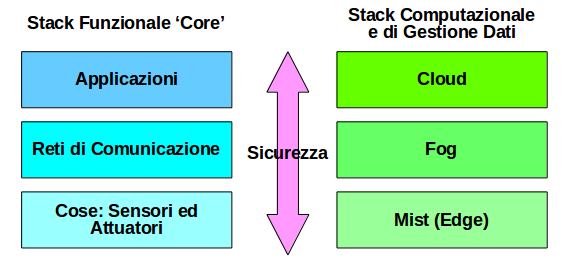 Stack Funzionale ‘Core’
Applicazioni
Reti di Comunicazione
Cose: Sensori ed
Attuatori
Sicurezza
Stack Computazionale
e di Gestione Dati
Cloud
Fog
Mist (Edge)